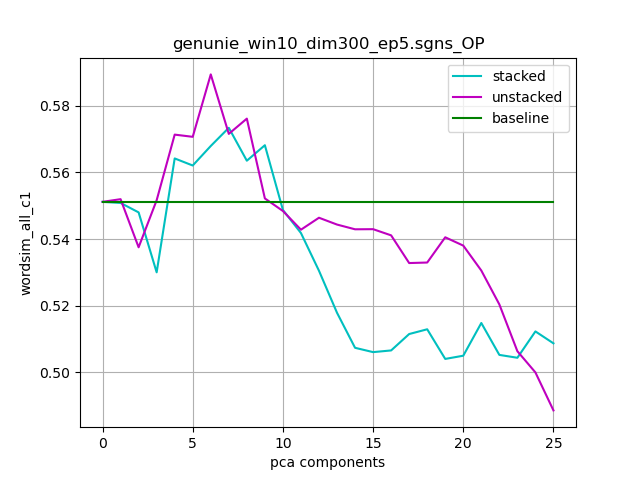 genunie_win10_dim300_ep5.sgns_OP
stacked
unstacked
baseline
wordsim_all_c1
0.58
0.56
0.54
0.52
0.50
0 5 10 15 20 25
pca components